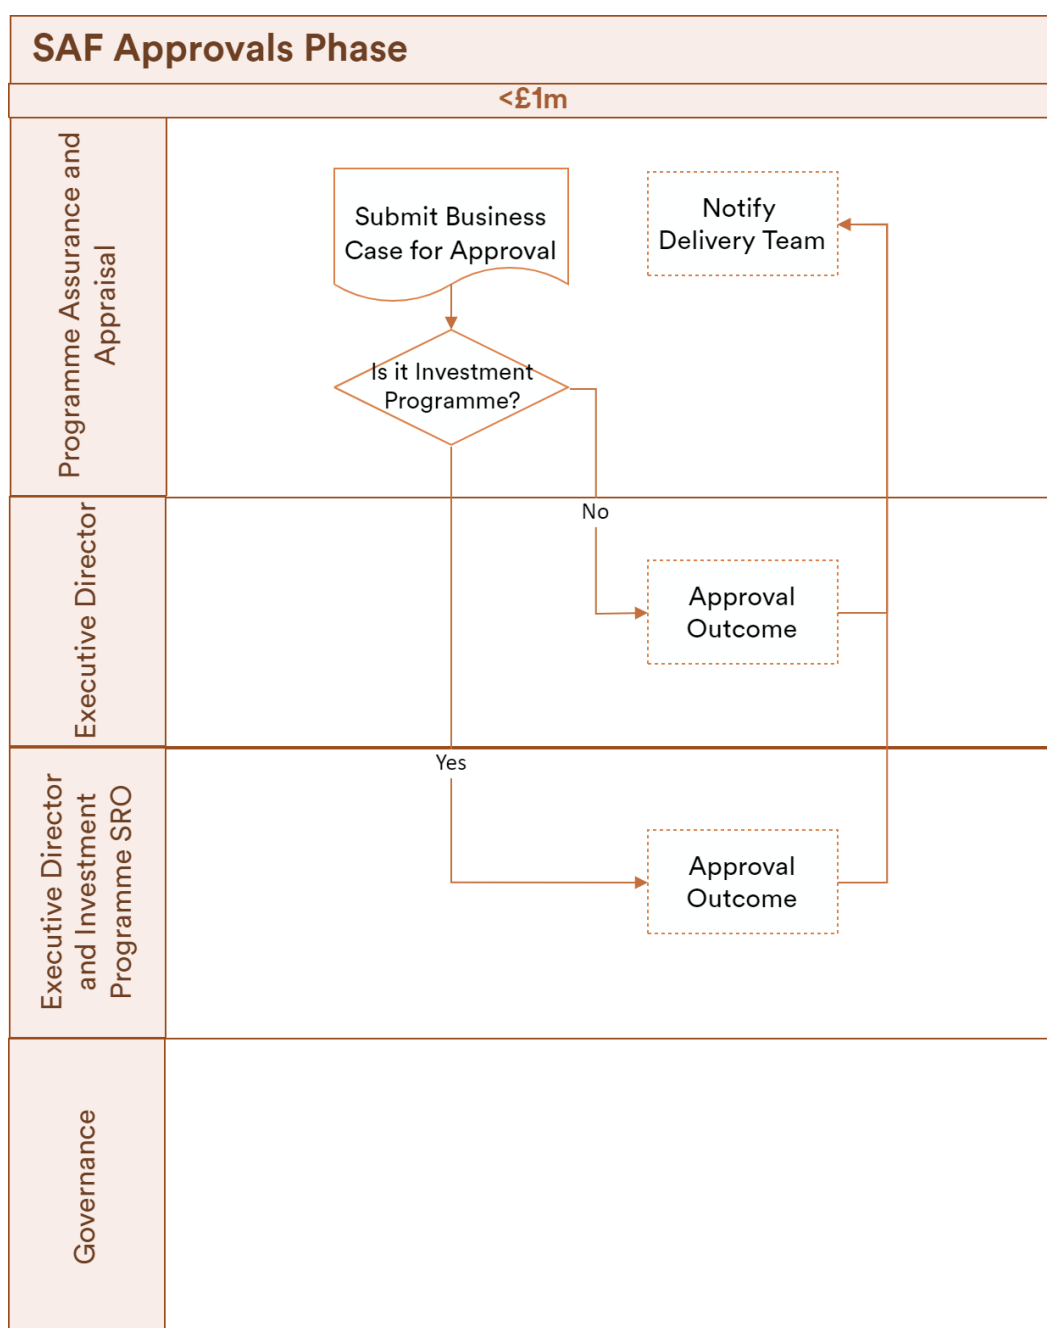 SAF Approvals Phase
<£1m
Programme Assurance and
Appraisal
Submit Business
Case for Approval
Notify
Delivery Team
Is it Investment
Programme?
Executive Director
No
Approval
Outcome
Executive Director
and Investment
Programme SRO
Yes
Approval
Outcome
Governance